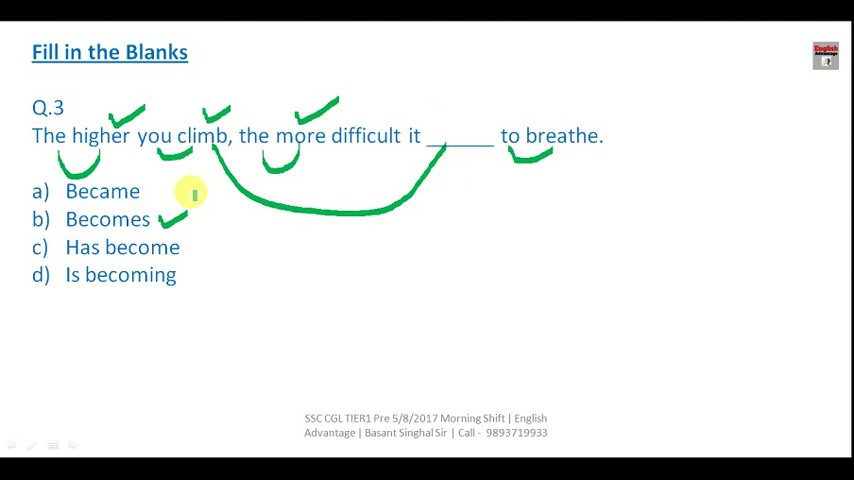 Fill in the Blanks
English
Advantage
Q.3
The higher you climb, the more difficult it ______ to breathe.
a) Became
b) Becomes
c) Has become
d) Is becoming
SSC CGL TIER1 Pre 5/8/2017 Morning Shift | English
Advantage | Basant Singhal Sir | Call - 9893719933